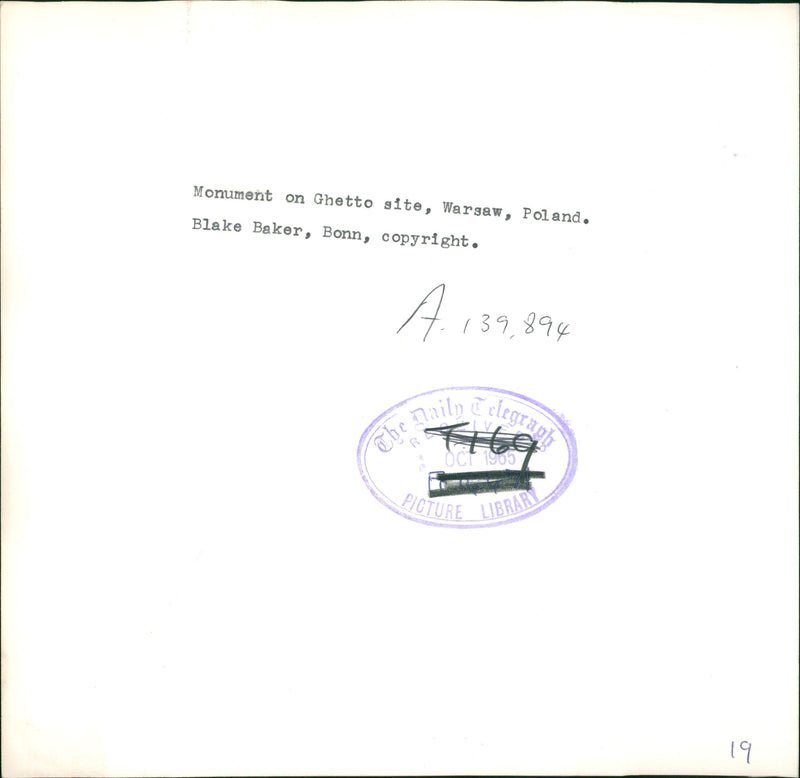 Monument on Ghetto site, Warsaw, Poland.
Blake Baker, Bonn, copyright.
A. 139,894
The Daily Telegraph
RECEIVED
OCT 1965
PICTURE LIBRARY
19